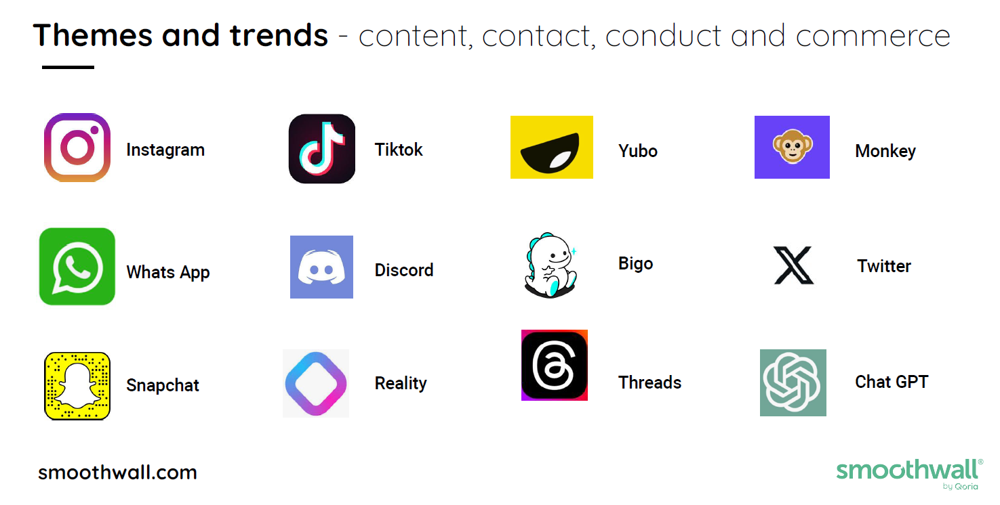 Themes and trends - content, contact, conduct and commerce
Instagram
Tiktok
Yubo
Monkey
Whats App
Discord
Bigo
Twitter
Snapchat
Reality
Threads
Chat GPT
smoothwall.com
smoothwall®
by Qoria